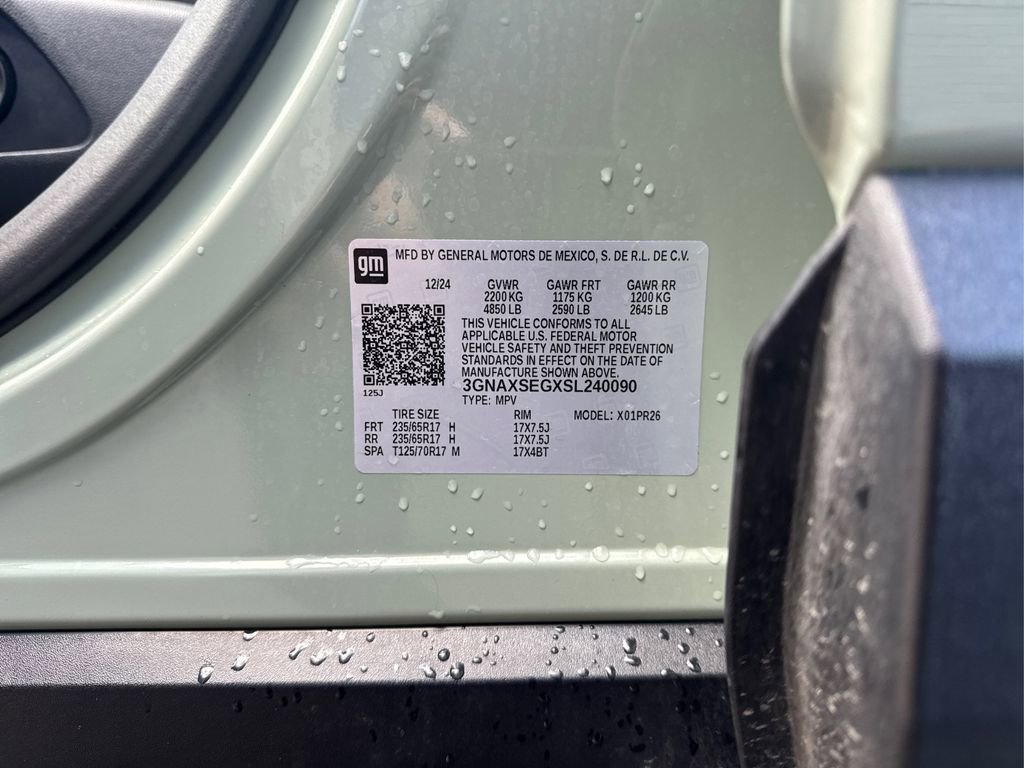 gm
MFD BY GENERAL MOTORS DE MEXICO, S. DE R.L. DE C.V.
12/24 GVWR GAWR FRT GAWR RR
2200 KG 1175 KG 1200 KG
4850 LB 2590 LB 2645 LB
THIS VEHICLE CONFORMS TO ALL
APPLICABLE U.S. FEDERAL MOTOR
VEHICLE SAFETY AND THEFT PREVENTION
STANDARDS IN EFFECT ON THE DATE OF
MANUFACTURE SHOWN ABOVE.
3GNAXSEGXSL240090
125J
TYPE: MPV
TIRE SIZE RIM MODEL: X01PR26
FRT 235/65R17 H 17X7.5J
RR 235/65R17 H 17X7.5J
SPA T125/70R17 M 17X4BT